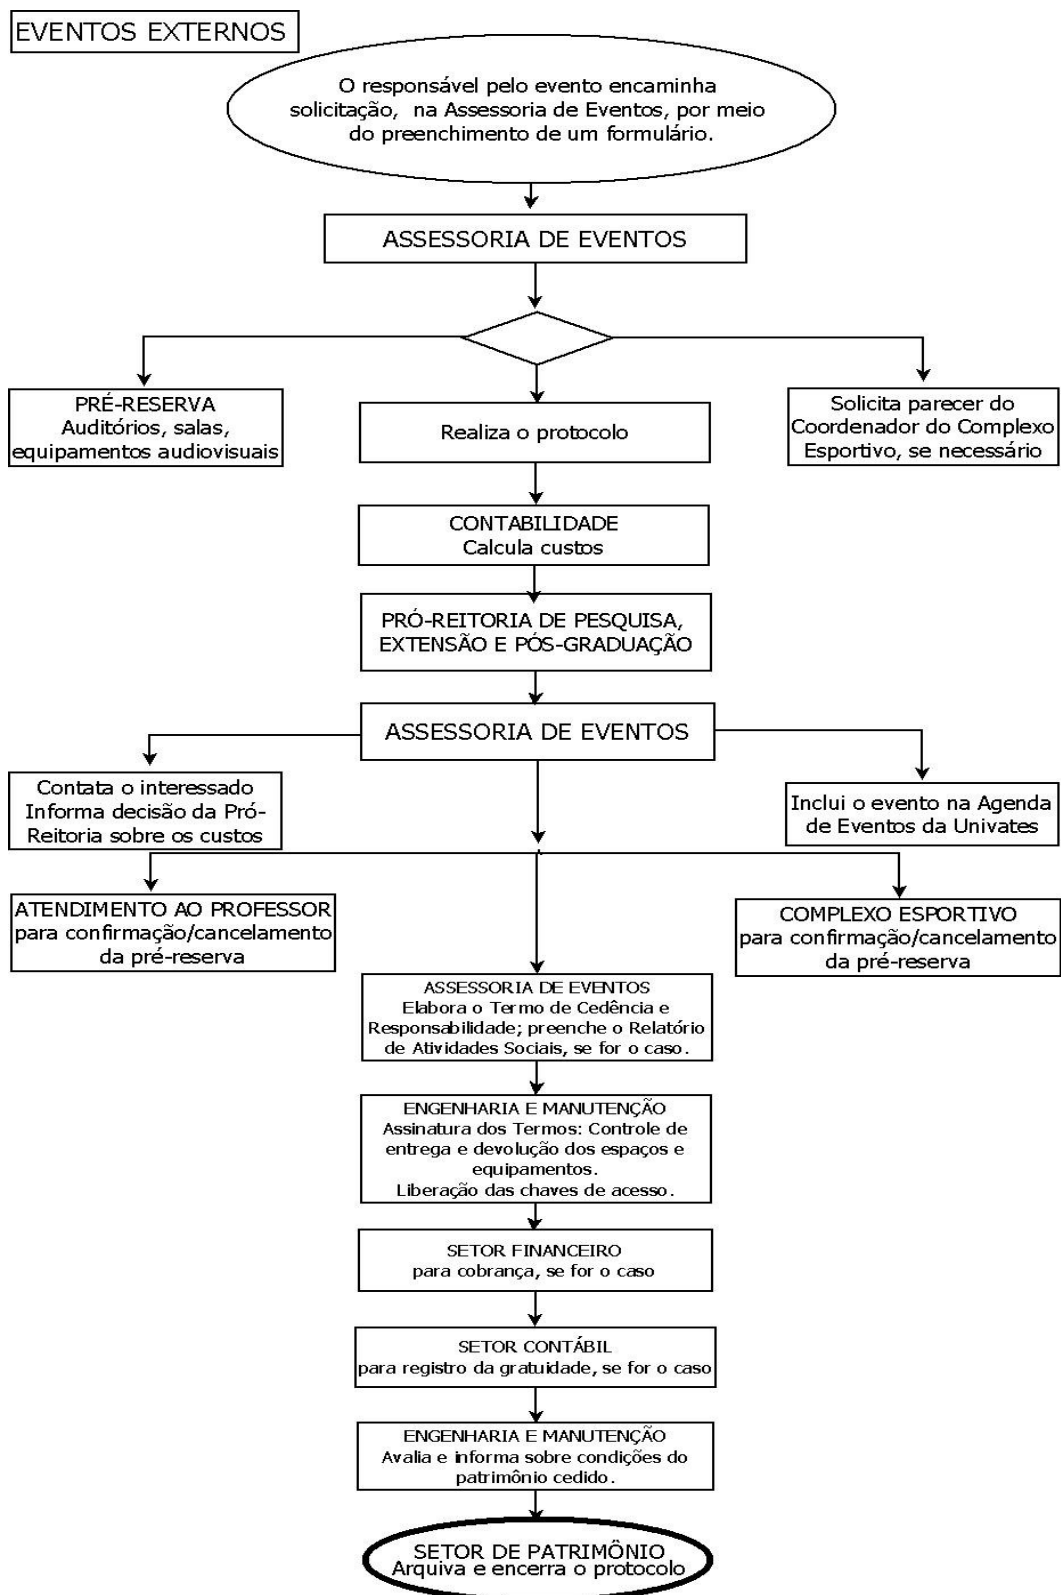 EVENTOS EXTERNOS
O responsável pelo evento encaminha
solicitação, na Assessoria de Eventos, por meio
do preenchimento de um formulário.
ASSESSORIA DE EVENTOS
PRÉ-RESERVA
Auditórios, salas,
equipamentos audiovisuais
Realiza o protocolo
Solicita parecer do
Coordenador do Complexo
Esportivo, se necessário
CONTABILIDADE
Calcula custos
PRÓ-REITORIA DE PESQUISA,
EXTENSÃO E PÓS-GRADUAÇÃO
ASSESSORIA DE EVENTOS
Contata o interessado
Informa decisão da Pró-
Reitoria sobre os custos
Inclui o evento na Agenda
de Eventos da Univates
ATENDIMENTO AO PROFESSOR
para confirmação/cancelamento
da pré-reserva
COMPLEXO ESPORTIVO
para confirmação/cancelamento
da pré-reserva
ASSESSORIA DE EVENTOS
Elabora o Termo de Cedência e
Responsabilidade; preenche o Relatório
de Atividades Sociais, se for o caso.
ENGENHARIA E MANUTENÇÃO
Assinatura dos Termos: Controle de
entrega e devolução dos espaços e
equipamentos.
Liberação das chaves de acesso.
SETOR FINANCEIRO
para cobrança, se for o caso
SETOR CONTÁBIL
para registro da gratuidade, se for o caso
ENGENHARIA E MANUTENÇÃO
Avalia e informa sobre condições do
patrimônio cedido.
SETOR DE PATRIMÔNIO
Arquiva e encerra o protocolo